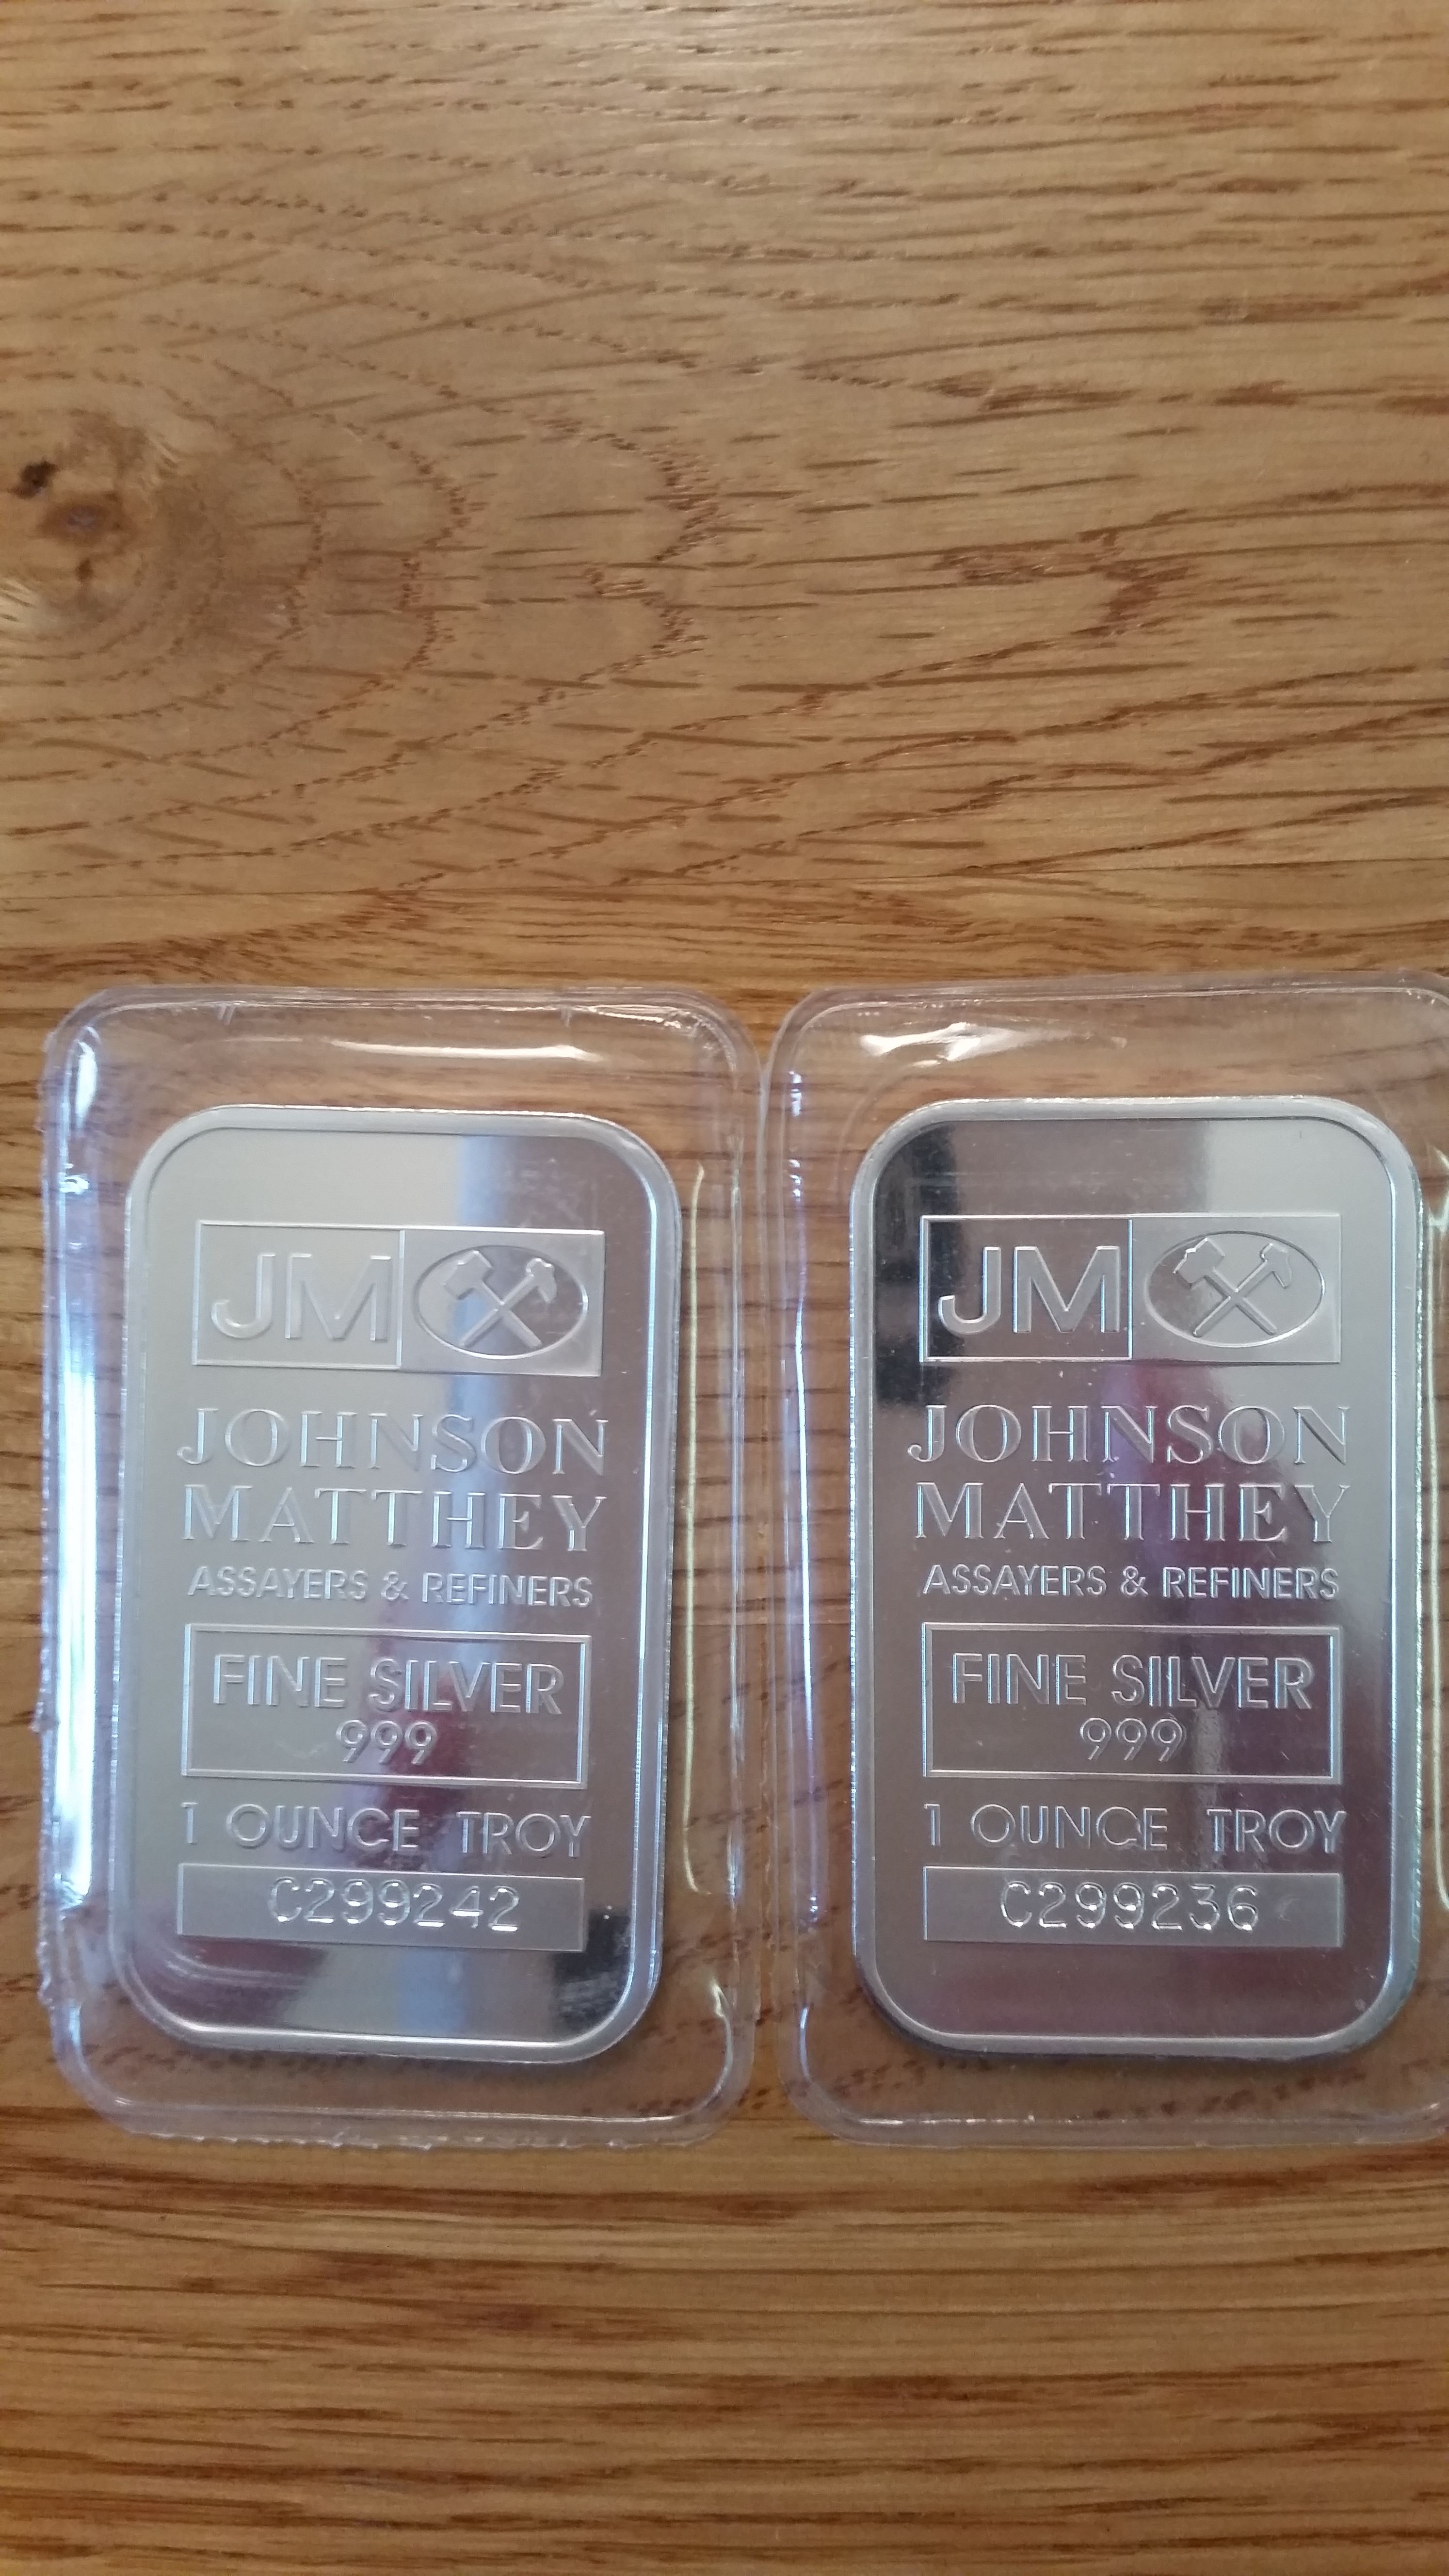 JM
JOHNSON
MATTHEY
ASSAYERS & REFINERS
FINE SILVER
999
1 OUNCE TROY
C299242
JM
JOHNSON
MATTHEY
ASSAYERS & REFINERS
FINE SILVER
999
1 OUNCE TROY
C299236